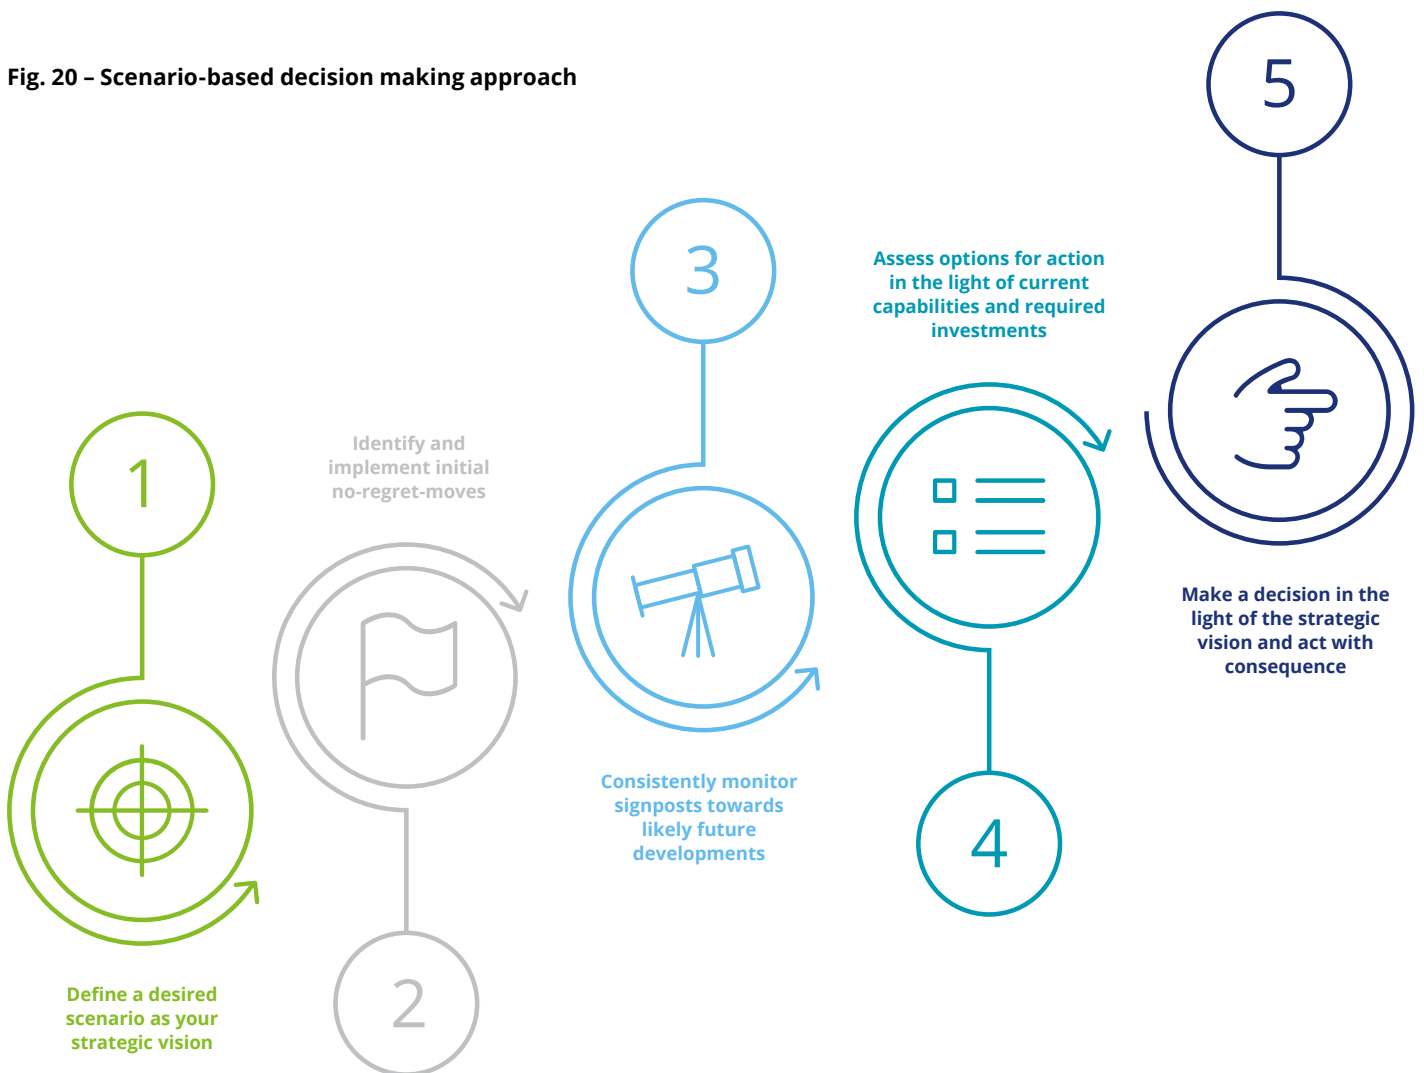 Fig. 20 – Scenario-based decision making approach
1
Define a desired
scenario as your
strategic vision
Identify and
implement initial
no-regret-moves
2
3
Consistently monitor
signposts towards
likely future
developments
Assess options for action
in the light of current
capabilities and required
investments
4
5
Make a decision in the
light of the strategic
vision and act with
consequence